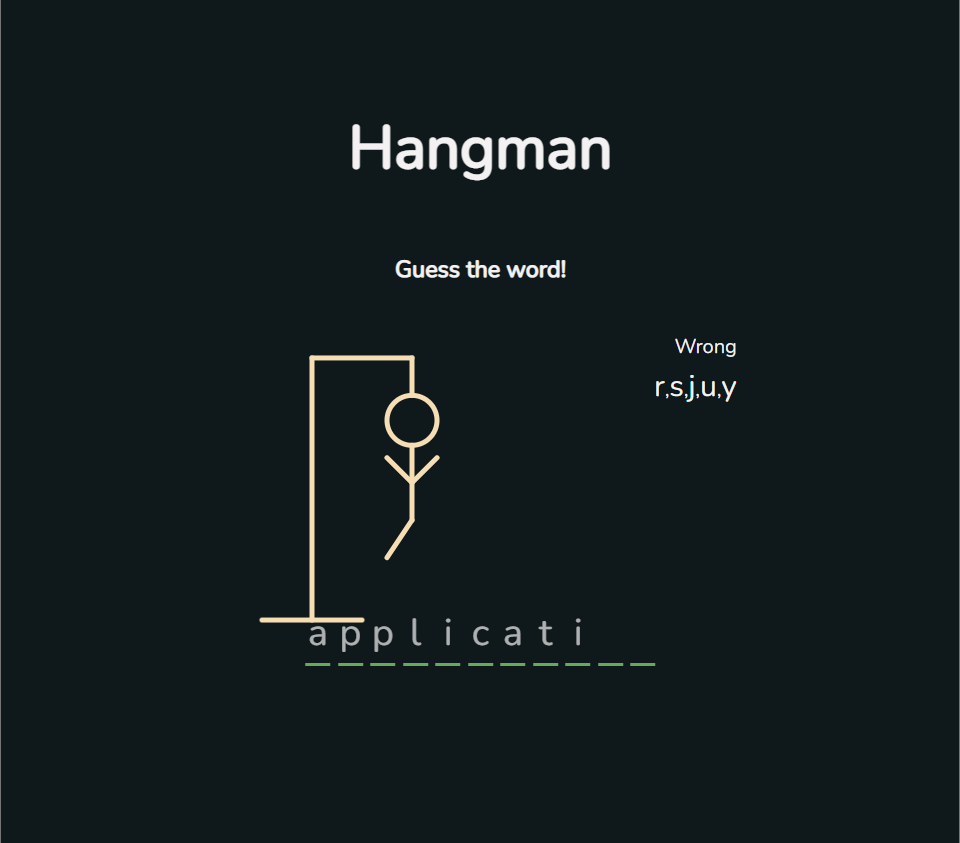 Hangman
Guess the word!
Wrong
r,s,j,u,y
a p p l i c a t i